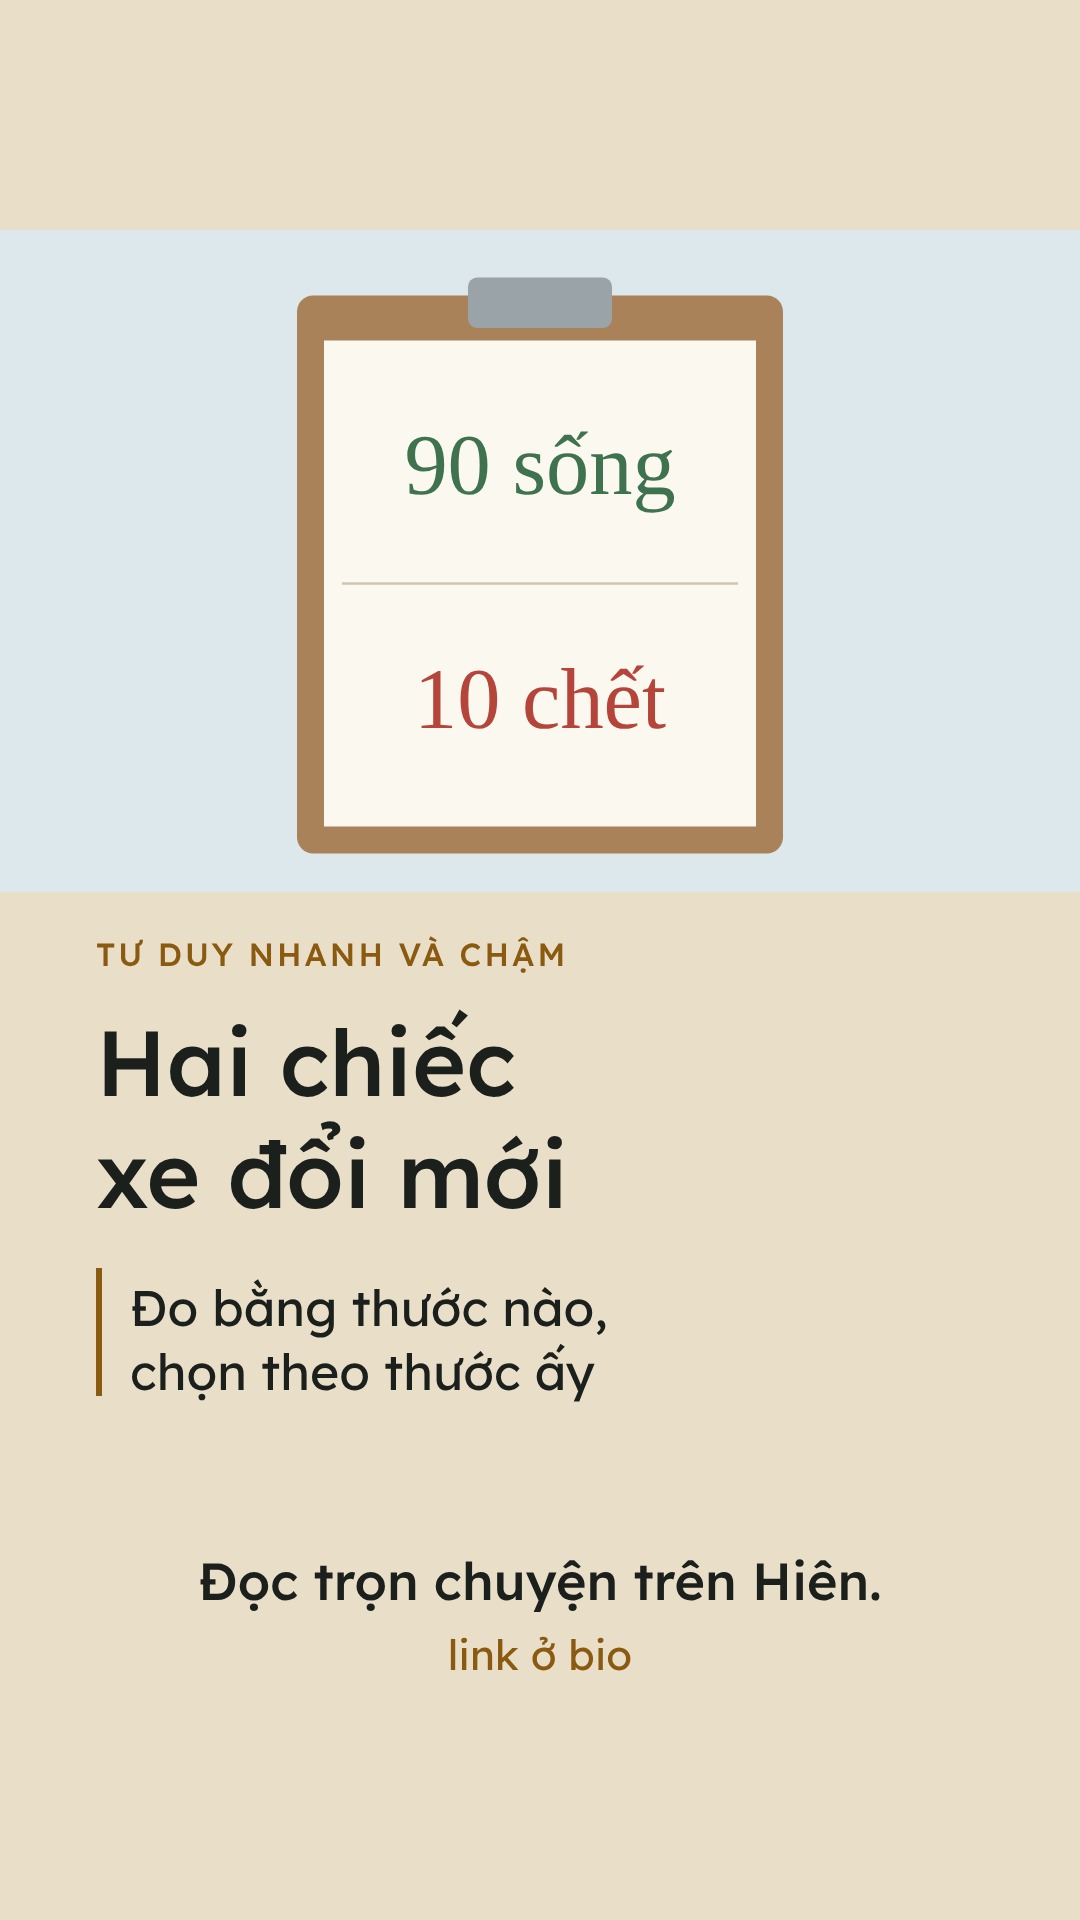 90 sống
10 chết
TƯ DUY NHANH VÀ CHẬM
Hai chiếc
xe đổi mới
Đo bằng thước nào,
chọn theo thước ấy
Đọc trọn chuyện trên Hiên.
link ở bio